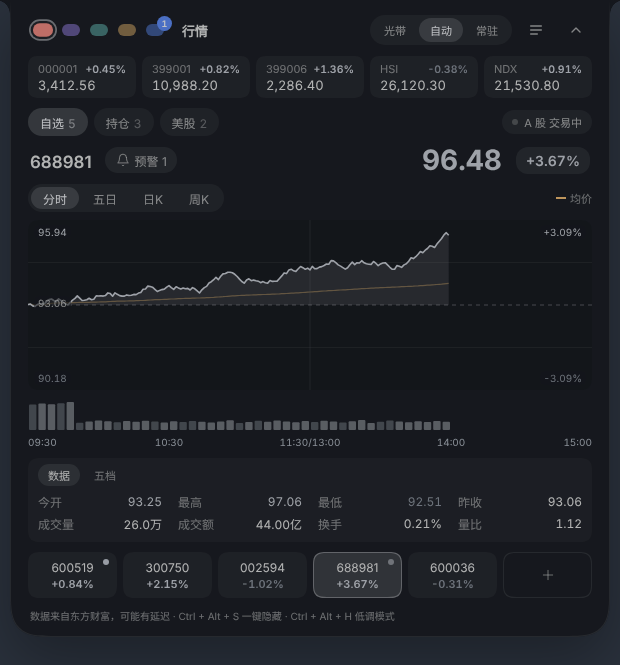 1 行情 光带 自动 常驻
000001 +0.45% 399001 +0.82% 399006 +1.36% HSI -0.38% NDX +0.91%
3,412.56 10,988.20 2,286.40 26,120.30 21,530.80
自选 5 持仓 3 美股 2 A 股 交易中
688981 预警 1 96.48 +3.67%
分时 五日 日K 周K 均价
95.94 +3.09%
93.06
90.18 -3.09%
09:30 10:30 11:30/13:00 14:00 15:00
数据 五档
今开 93.25 最高 97.06 最低 92.51 昨收 93.06
成交量 26.0万 成交额 44.00亿 换手 0.21% 量比 1.12
600519 300750 002594 688981 600036
+0.84% +2.15% -1.02% +3.67% -0.31% +
数据来自东方财富，可能有延迟 · Ctrl + Alt + S 一键隐藏 · Ctrl + Alt + H 低调模式